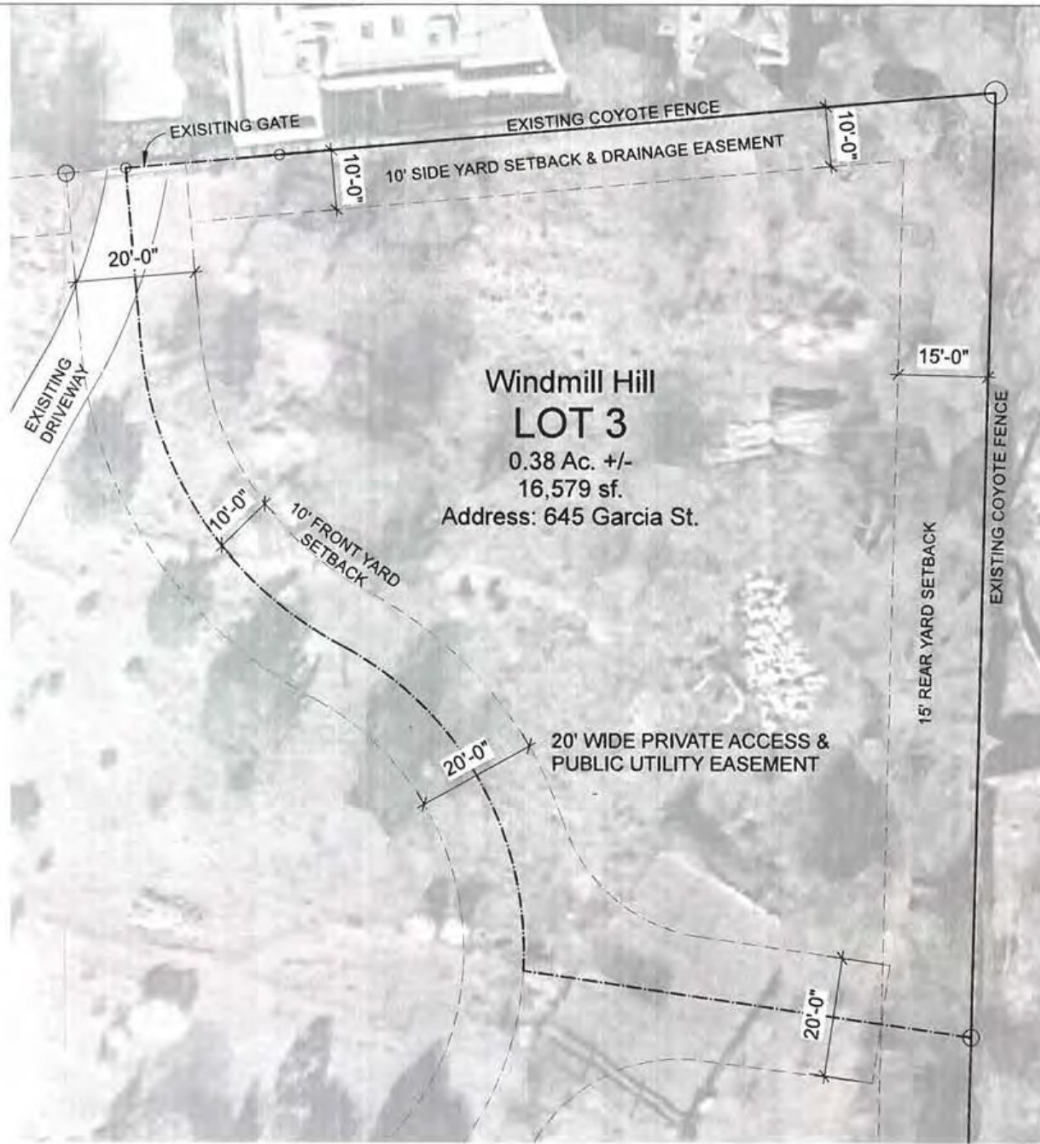 EXISITING GATE
EXISTING COYOTE FENCE
10'-0"
10'-0"
10' SIDE YARD SETBACK & DRAINAGE EASEMENT
20'-0"
EXISITING
DRIVEWAY
Windmill Hill
LOT 3
0.38 Ac. +/-
16,579 sf.
Address: 645 Garcia St.
15'-0"
EXISTING COYOTE FENCE
10'-0"
10' FRONT YARD
SETBACK
15' REAR YARD SETBACK
20'-0"
20' WIDE PRIVATE ACCESS &
PUBLIC UTILITY EASEMENT
20'-0"